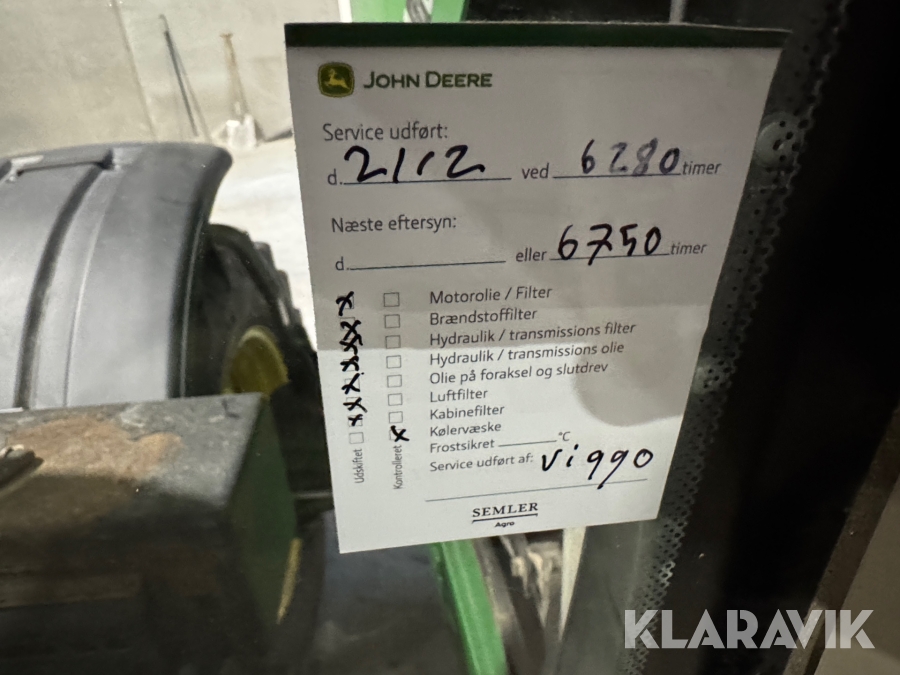 JOHN DEERE
Service udført:
d. 2/12 ved 6280 timer
Næste eftersyn:
d. eller 6750 timer
Motorolie / Filter
Brændstoffilter
Hydraulik / transmissions filter
Hydraulik / transmissions olie
Olie på foraksel og slutdrev
Luftfilter
Kabinefilter
Kølervæske
Frostsikret °C
Service udført af: Viggo
Udskiftet
Kontrolleret
SEMLER
Agro
KLARAVIK